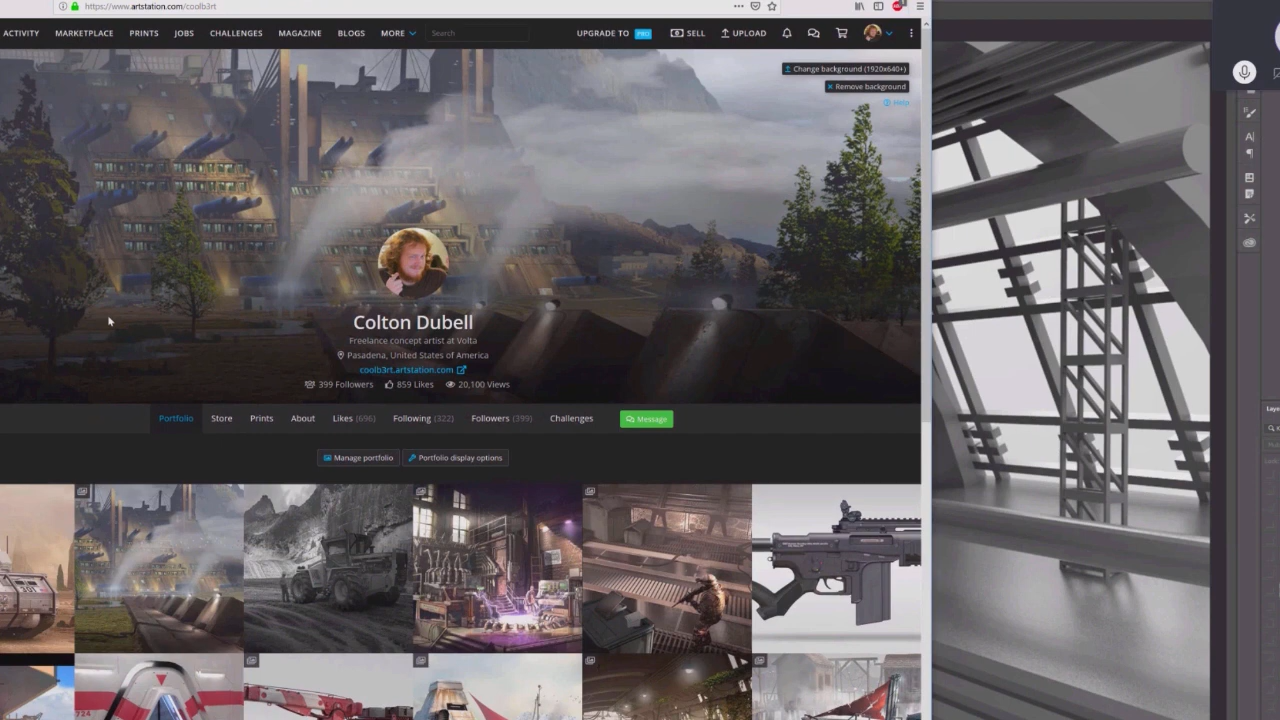 https://www.artstation.com/coolb3rt
ACTIVITY MARKETPLACE PRINTS JOBS CHALLENGES MAGAZINE BLOGS MORE Search UPGRADE TO PRO SELL UPLOAD
Change background (1920x640+)
Remove background
Help
Colton Dubell
Freelance concept artist at Volta
Pasadena, United States of America
coolb3rt.artstation.com
399 Followers 859 Likes 20,100 Views
Portfolio Store Prints About Likes (696) Following (322) Followers (399) Challenges Message
Manage portfolio Portfolio display options